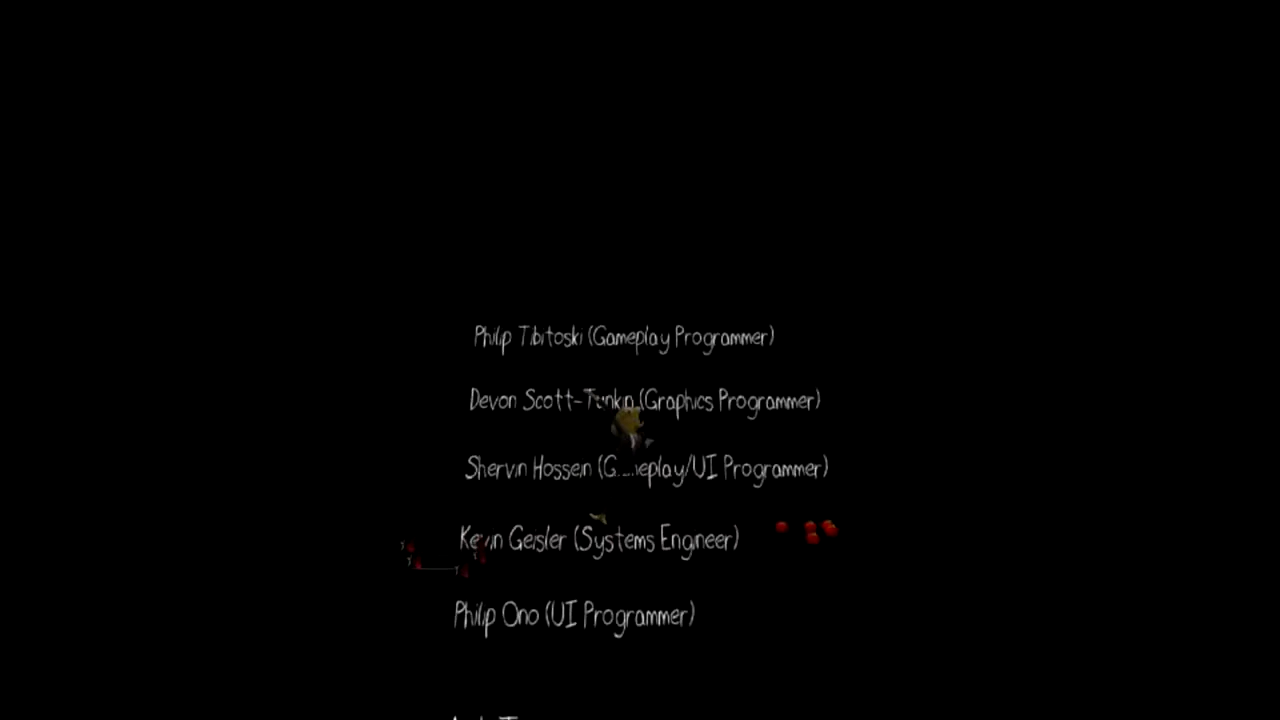 Philip Tibitoski (Gameplay Programmer)
Devon Scott-Tunkin (Graphics Programmer)
Shervin Hossein (Gameplay/UI Programmer)
Kevin Geisler (Systems Engineer)
Philip Ono (UI Programmer)